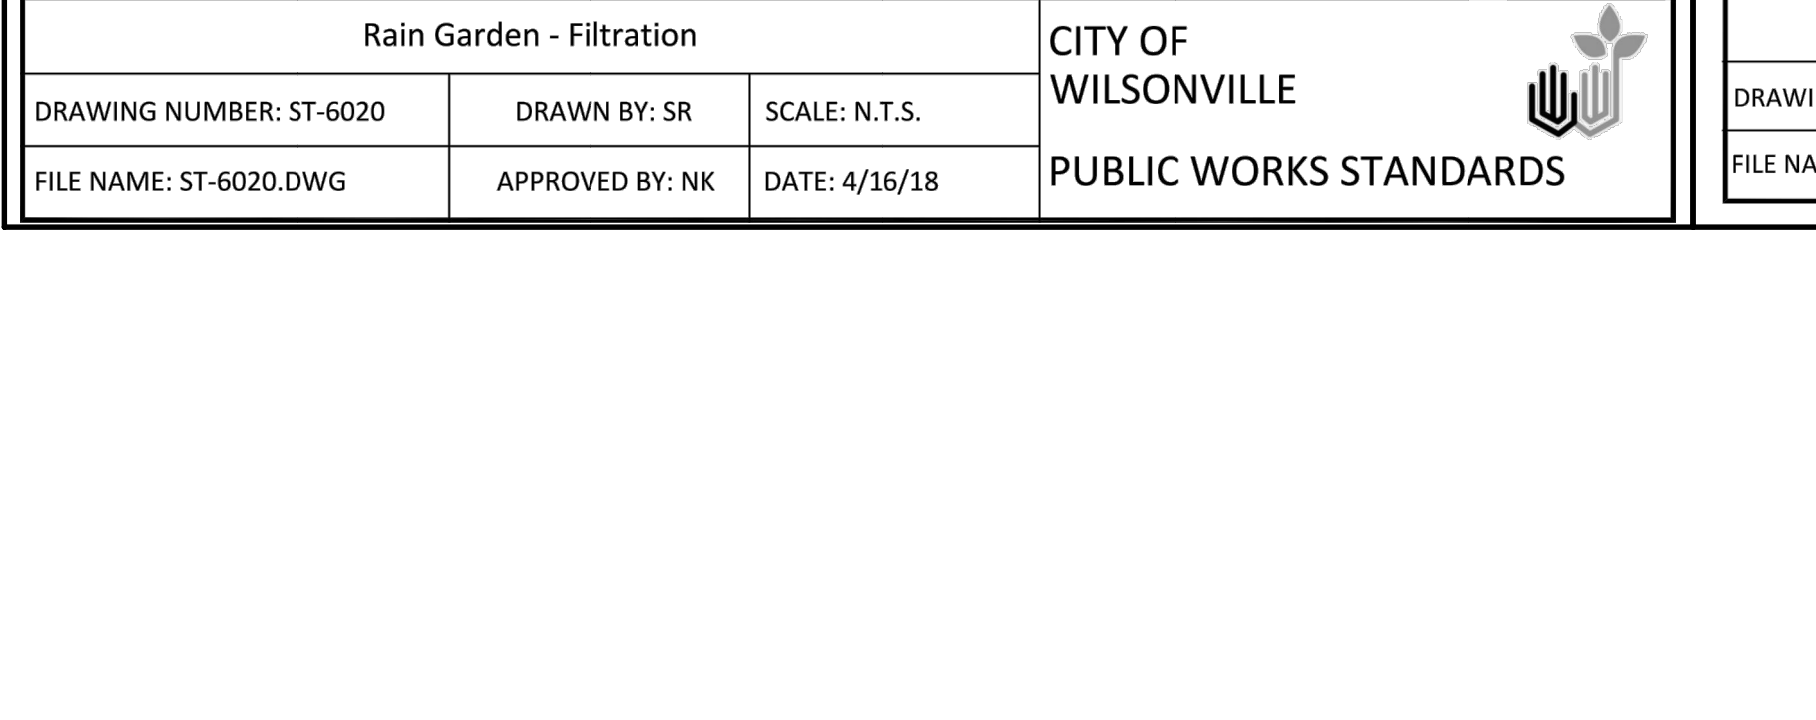 Rain Garden - Filtration
DRAWING NUMBER: ST-6020
DRAWN BY: SR
SCALE: N.T.S.
FILE NAME: ST-6020.DWG
APPROVED BY: NK
DATE: 4/16/18
CITY OF
WILSONVILLE
PUBLIC WORKS STANDARDS
DRAWI
FILE NA